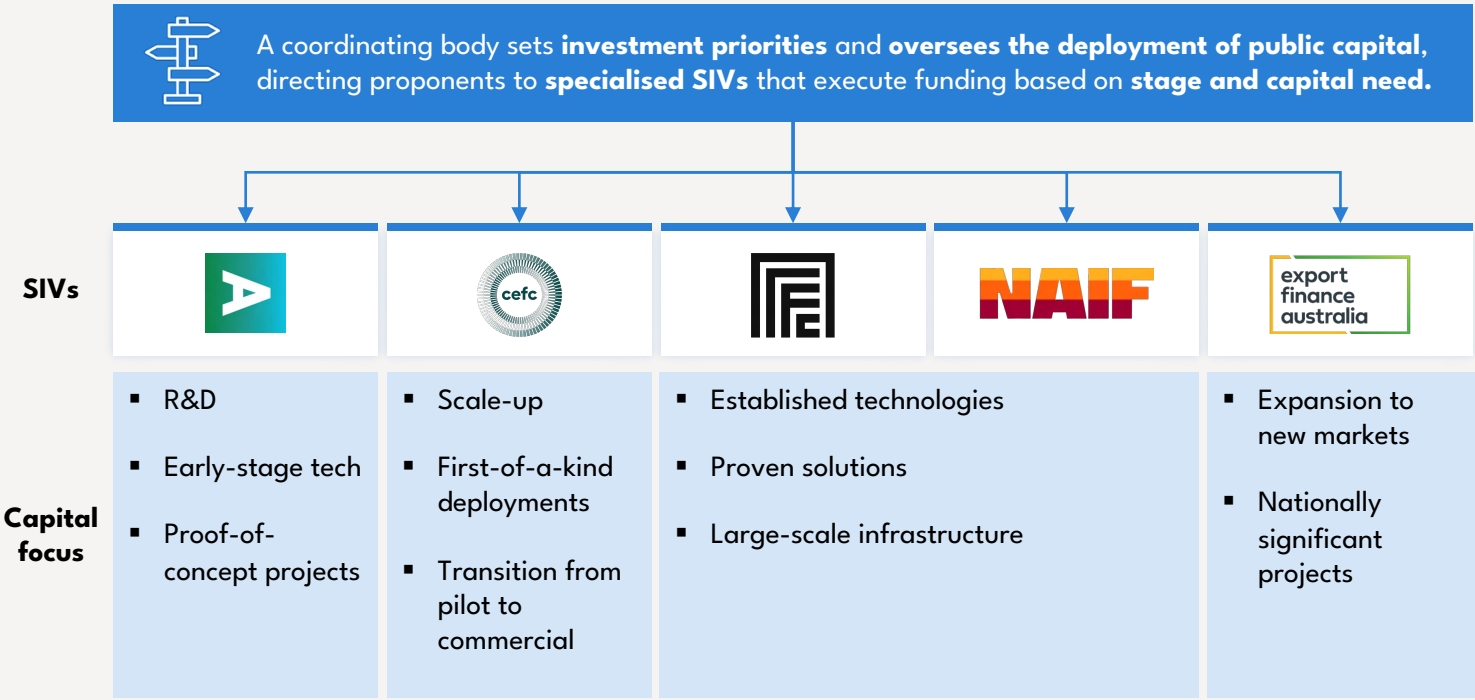 A coordinating body sets investment priorities and oversees the deployment of public capital,
directing proponents to specialised SIVs that execute funding based on stage and capital need.
SIVs
A
cefc
NAIF
export
finance
australia
Capital
focus
▪ R&D
▪ Early-stage tech
▪ Proof-of-
concept projects
▪ Scale-up
▪ First-of-a-kind
deployments
▪ Transition from
pilot to
commercial
▪ Established technologies
▪ Proven solutions
▪ Large-scale infrastructure
▪ Expansion to
new markets
▪ Nationally
significant
projects